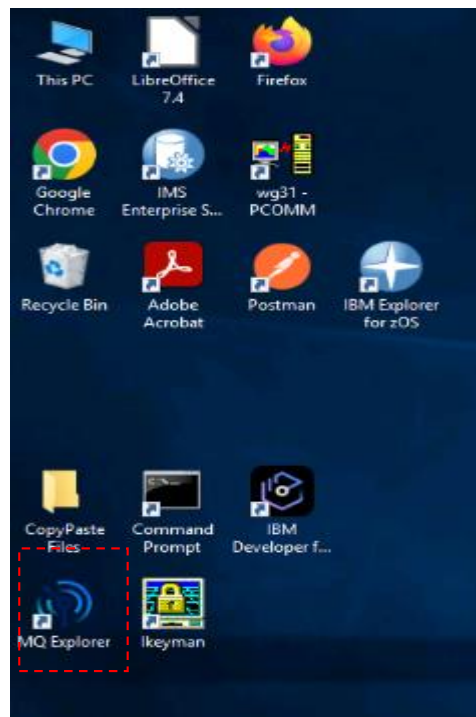 This PC
LibreOffice
7.4
Firefox
Google
Chrome
IMS
Enterprise S...
wg31 -
PCOMM
Recycle Bin
Adobe
Acrobat
Postman
IBM Explorer
for zOS
CopyPaste
Files
Command
Prompt
IBM
Developer f...
MQ Explorer
Ikeyman